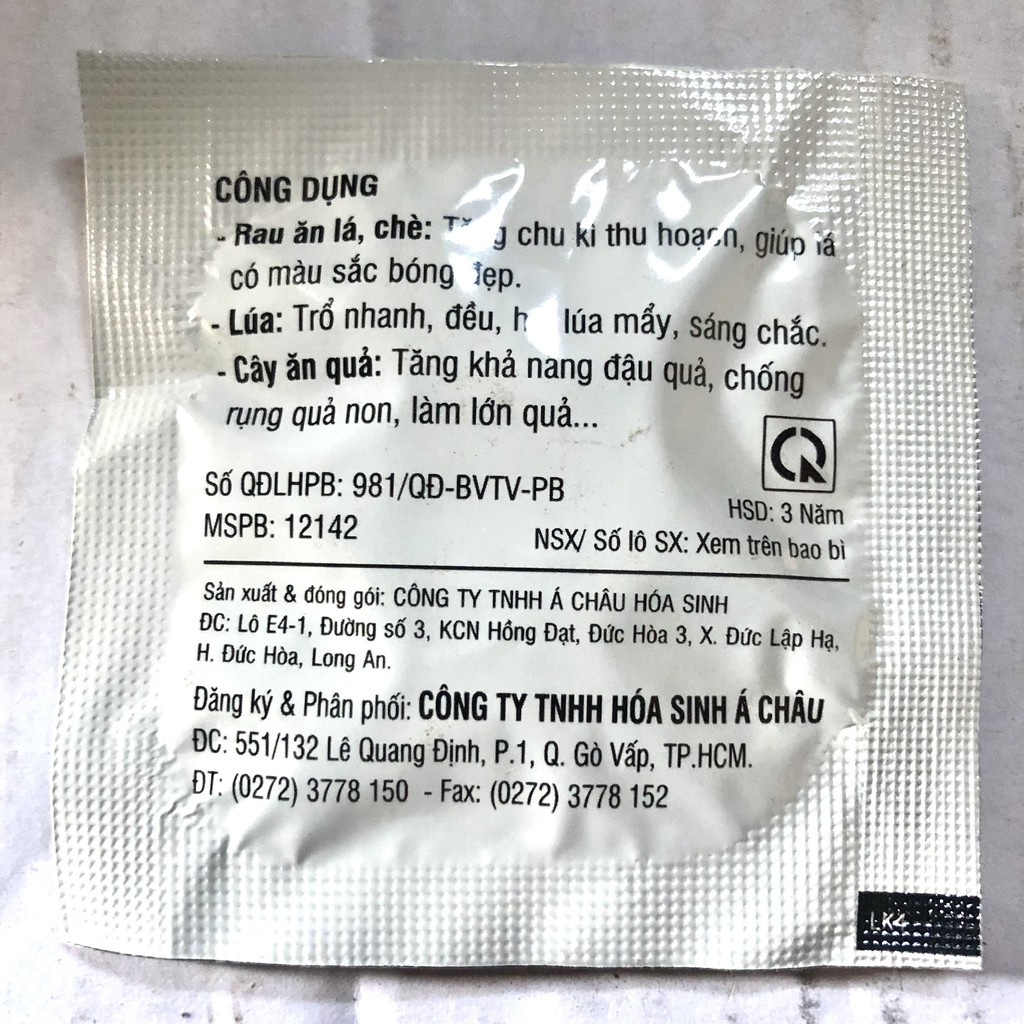 CÔNG DỤNG
- Rau ăn lá, chè: chu kì thu hoạch, giúp lá
có màu sắc bóng đẹp.
- Lúa: Trổ nhanh, đều, lúa mẩy, sáng chắc.
- Cây ăn quả: Tăng khả nang đậu quả, chống
rụng quả non, làm lớn quả...
Số QĐLHPB: 981/QĐ-BVTV-PB
HSD: 3 Năm
MSPB: 12142
NSX/ Số lô SX: Xem trên bao bì
Sản xuất & đóng gói: CÔNG TY TNHH Á CHÂU HÓA SINH
ĐC: Lô E4-1, Đường số 3, KCN Hồng Đạt, Đức Hòa 3, X. Đức Lập Hạ,
H. Đức Hòa, Long An.
Đăng ký & Phân phối: CÔNG TY TNHH HÓA SINH Á CHÂU
ĐC: 551/132 Lê Quang Định, P.1, Q. Gò Vấp, TP.HCM.
ĐT: (0272) 3778 150 - Fax: (0272) 3778 152